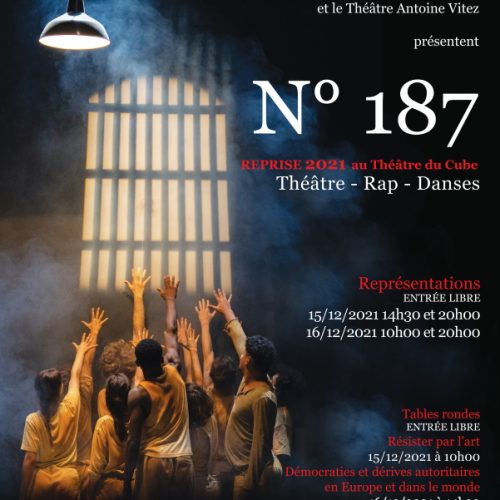 et le Théâtre Antoine Vitez
présentent
Nº 187
REPRISE 2021 au Théâtre du Cube
Théâtre - Rap - Danses
Représentations
ENTRÉE LIBRE
15/12/2021 14h30 et 20h00
16/12/2021 10h00 et 20h00
Tables rondes
ENTRÉE LIBRE
Résister par l'art
15/12/2021 à 10h00
Démocraties et dérives autoritaires
en Europe et dans le monde